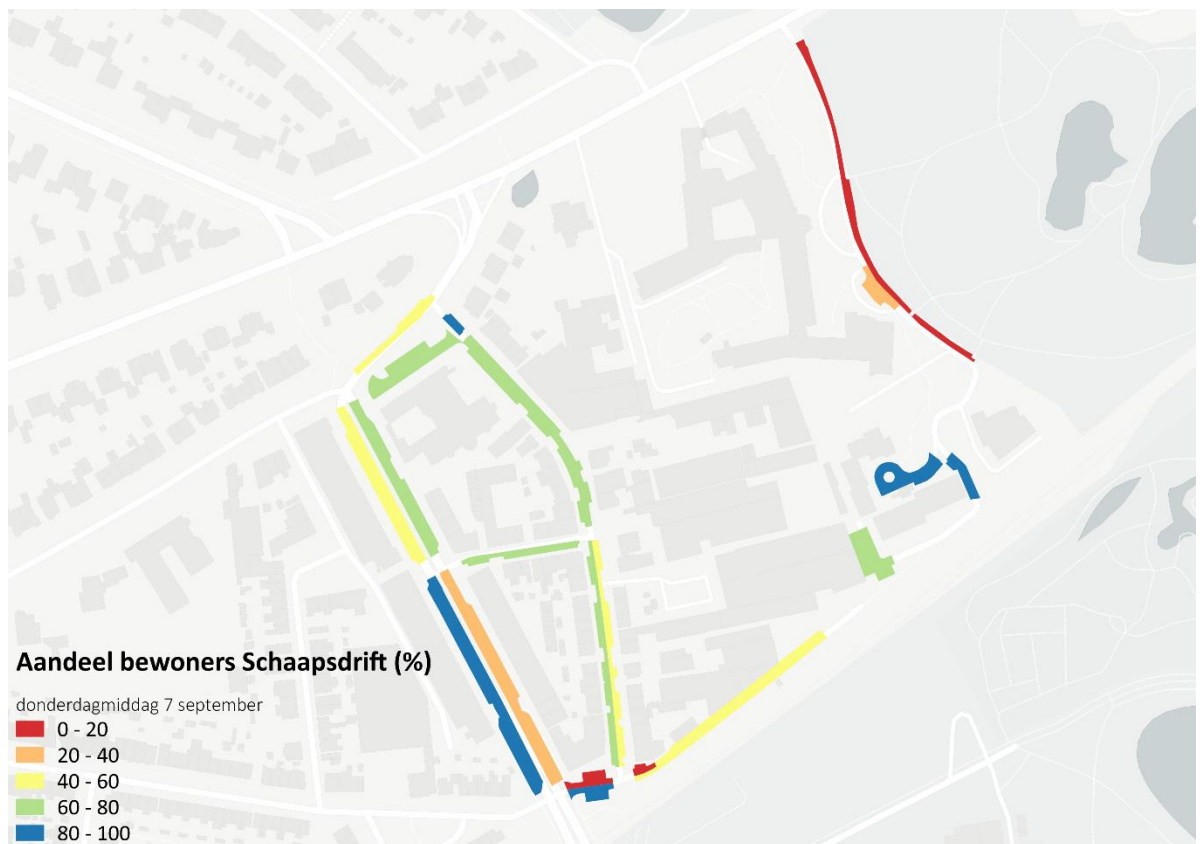 Aandeel bewoners Schaapsdrift (%)
donderdagmiddag 7 september
0 - 20
20 - 40
40 - 60
60 - 80
80 - 100